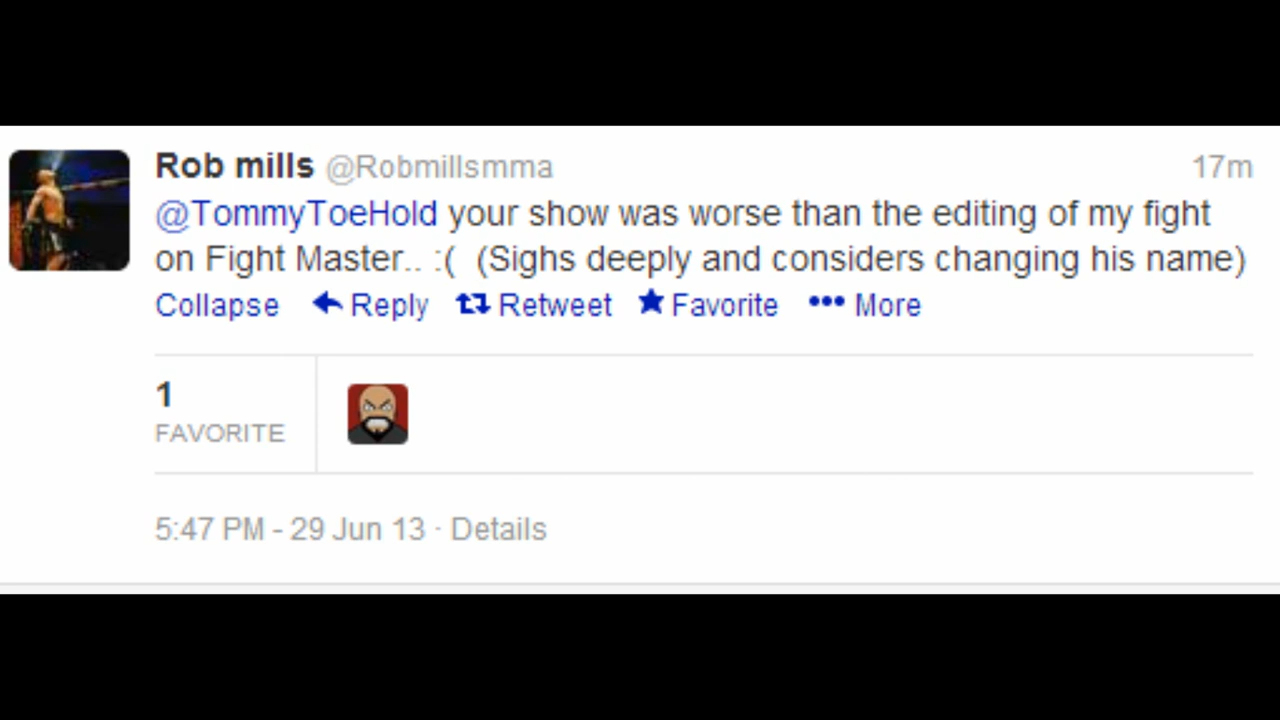 Rob mills @Robmillsmma 17m
@TommyToeHold your show was worse than the editing of my fight
on Fight Master.. :( (Sighs deeply and considers changing his name)
Collapse Reply Retweet Favorite More
1
FAVORITE
5:47 PM - 29 Jun 13 · Details